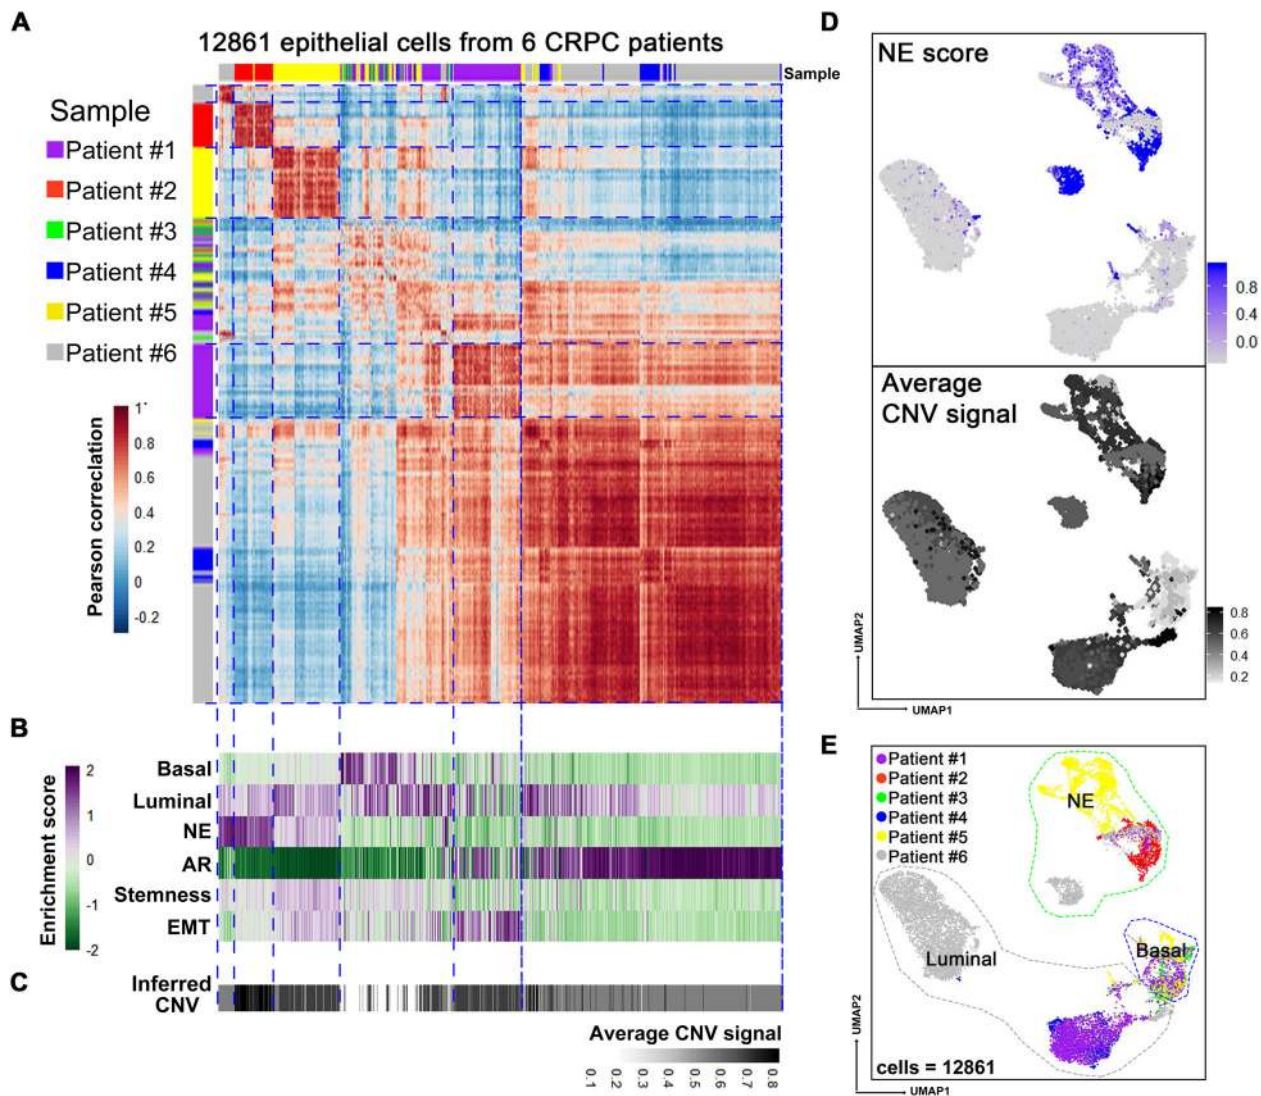 A
12861 epithelial cells from 6 CRPC patients
Sample
Sample
Patient #1
Patient #2
Patient #3
Patient #4
Patient #5
Patient #6
Pearson correclation
1
0.8
0.6
0.4
0.2
0
-0.2
B
Enrichment score
2
1
0
-1
-2
Basal
Luminal
NE
AR
Stemness
EMT
C
Inferred
CNV
Average CNV signal
0.1
0.2
0.3
0.4
0.5
0.6
0.7
0.8
D
NE score
0.8
0.4
0.0
Average
CNV signal
0.8
0.6
0.4
0.2
UMAP2
UMAP1
E
Patient #1
Patient #2
Patient #3
Patient #4
Patient #5
Patient #6
NE
Luminal
Basal
cells = 12861
UMAP2
UMAP1